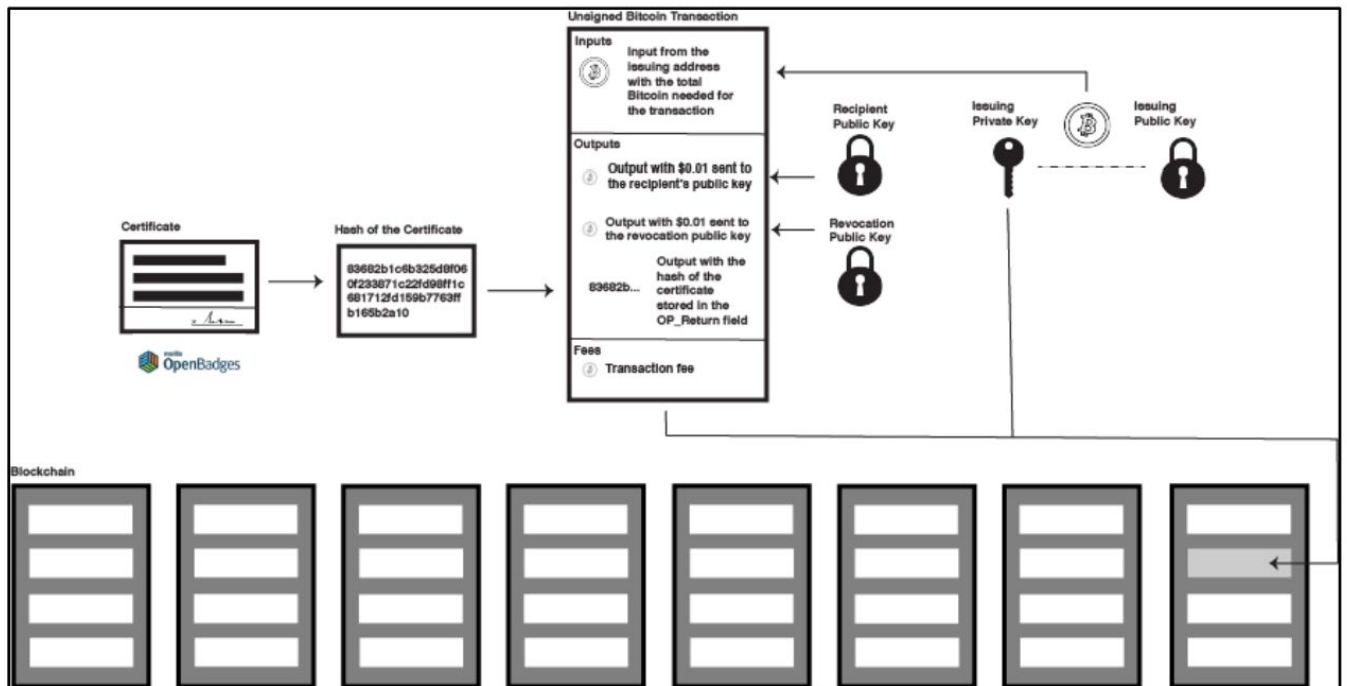 Unsigned Bitcoin Transaction
Inputs
Input from the
issuing address
with the total
Bitcoin needed for
the transaction
Recipient
Public Key
Issuing
Private Key
Issuing
Public Key
Outputs
Output with $0.01 sent to
the recipient's public key
Output with $0.01 sent to
the revocation public key
Revocation
Public Key
Certificate
Hash of the Certificate
83682b1c6b325d8f06
0f233871c22fd98ff1c
681712fd159b7763ff
b165b2a10
83682b...
Output with the
hash of the
certificate
stored in the
OP_Return field
mozilla
OpenBadges
Fees
Transaction fee
Blockchain